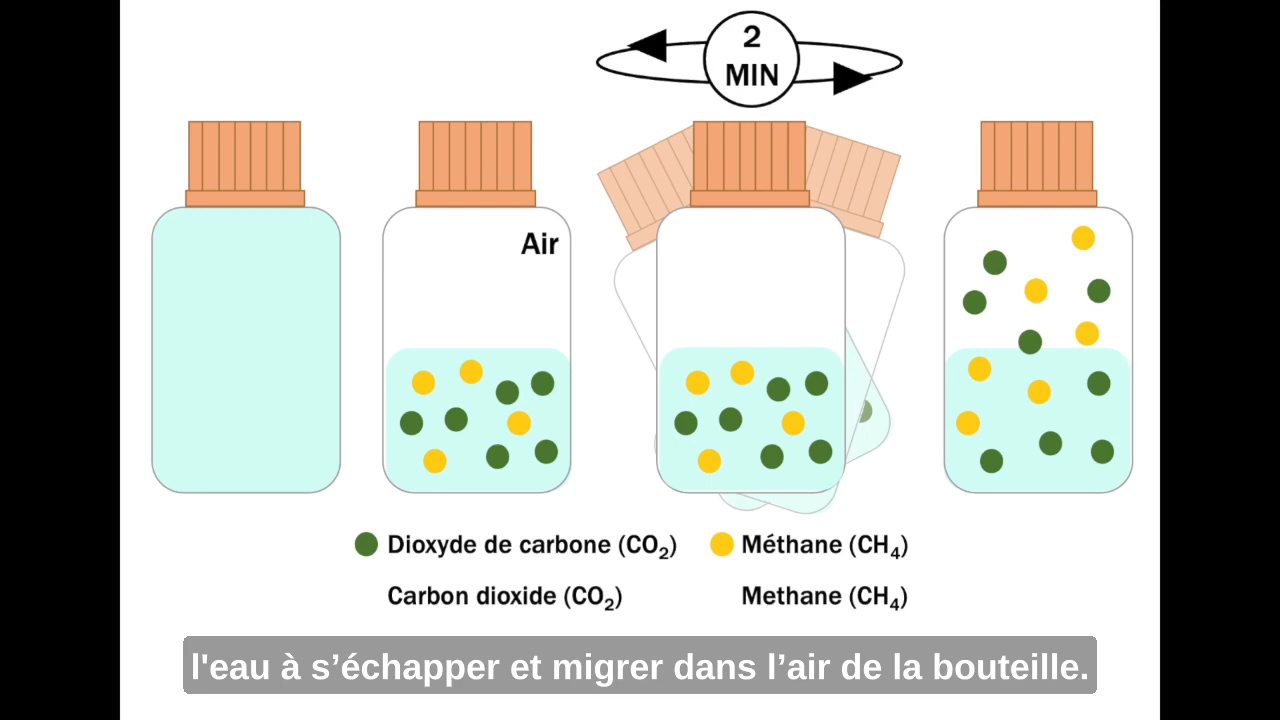 2
MIN
Air
Dioxyde de carbone (CO₂) Méthane (CH₄)
Carbon dioxide (CO₂) Methane (CH₄)
l'eau à s’échapper et migrer dans l’air de la bouteille.